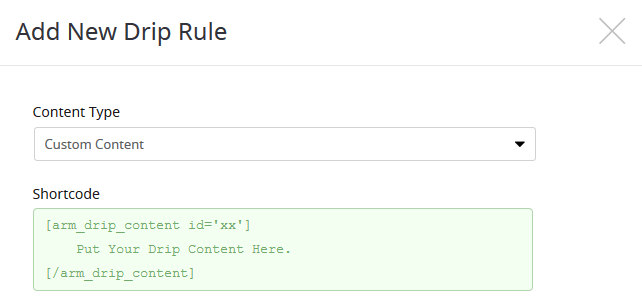 Add New Drip Rule
Content Type
Custom Content
Shortcode
[arm_drip_content id='xx']
Put Your Drip Content Here.
[/arm_drip_content]